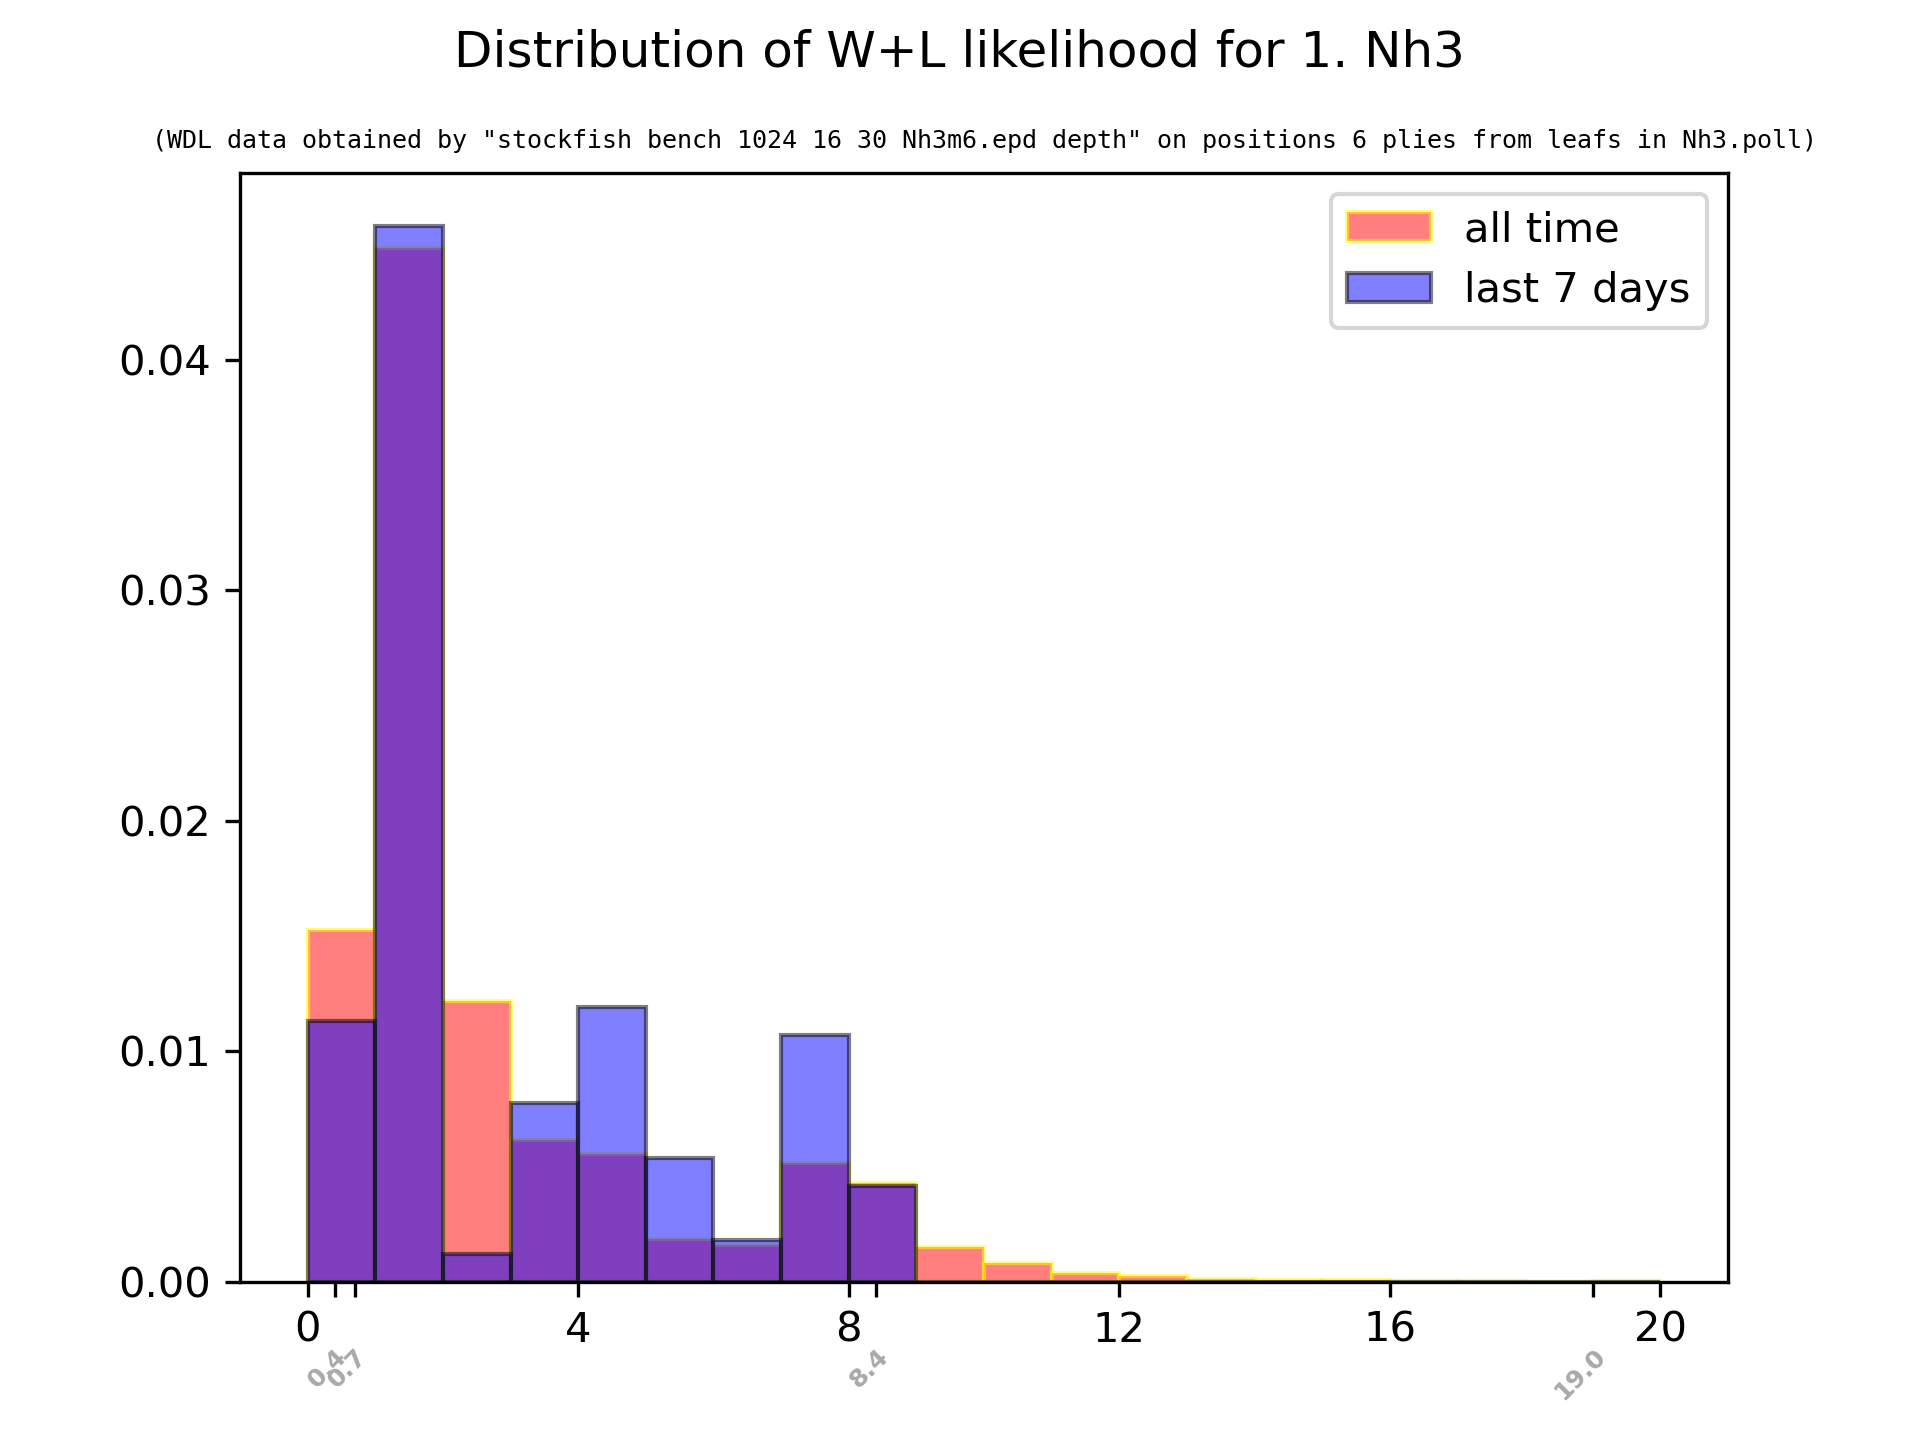 Distribution of W+L likelihood for 1. Nh3
(WDL data obtained by "stockfish bench 1024 16 30 Nh3m6.epd depth" on positions 6 plies from leafs in Nh3.poll)
all time
last 7 days
0.04
0.03
0.02
0.01
0.00
0 4 8 12 16 20
0.4 0.7 8.4 19.0